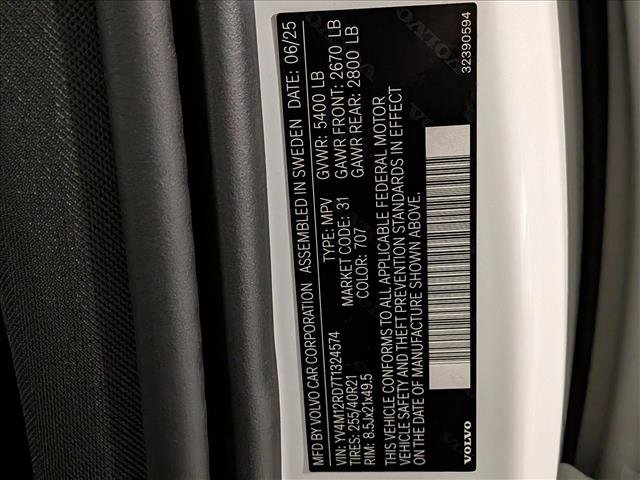 MFD BY VOLVO CAR CORPORATION ASSEMBLED IN SWEDEN DATE: 06/25
VIN: YV4M12RD7T1324574 TYPE: MPV GVWR: 5400 LB
TIRES: 255/40R21 MARKET CODE: 31 GAWR FRONT: 2670 LB
RIM: 8.5Jx21x49.5 COLOR: 707 GAWR REAR: 2800 LB
THIS VEHICLE CONFORMS TO ALL APPLICABLE FEDERAL MOTOR
VEHICLE SAFETY AND THEFT PREVENTION STANDARDS IN EFFECT
ON THE DATE OF MANUFACTURE SHOWN ABOVE.
VOLVO 32390594